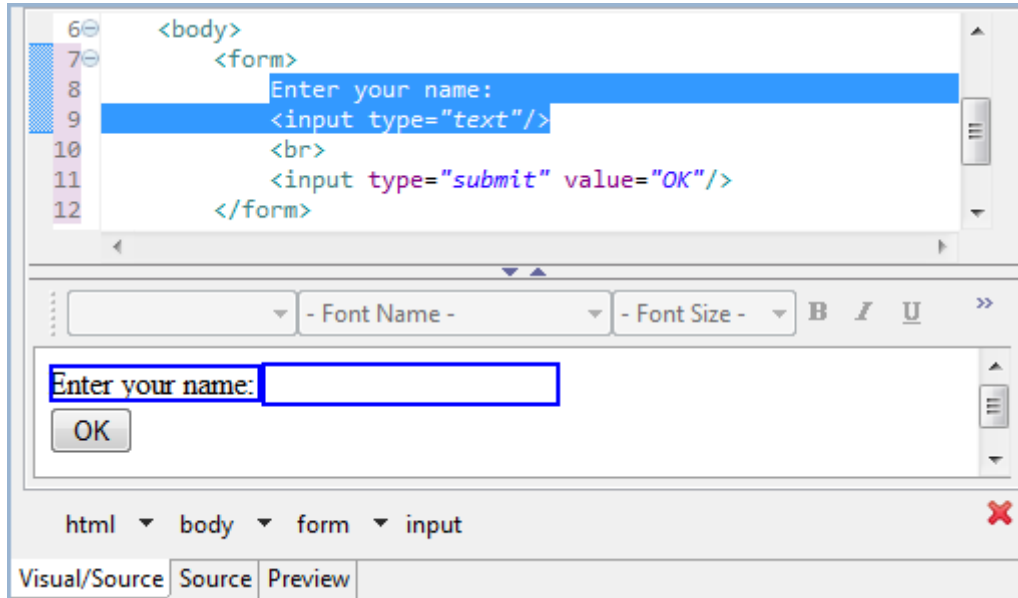 6 <body>
7 <form>
8 Enter your name:
9 <input type="text"/>
10 <br>
11 <input type="submit" value="OK"/>
12 </form>
- Font Name - - Font Size - B I U »
Enter your name:
OK
html body form input
Visual/Source Source Preview